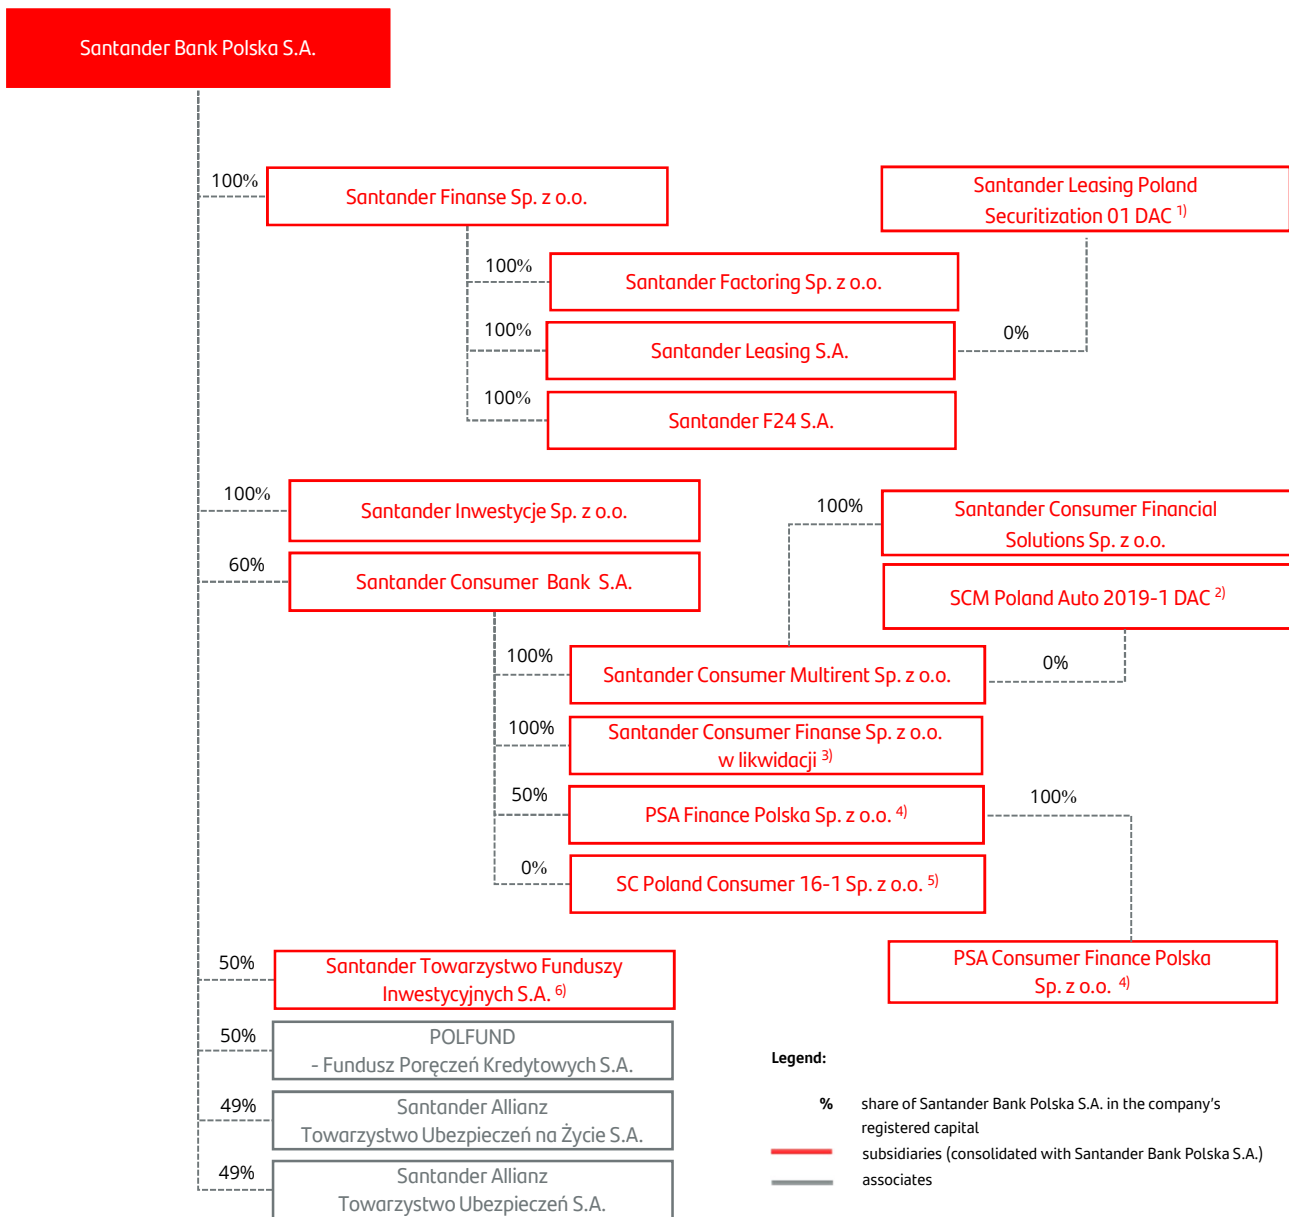 Santander Bank Polska S.A.
100%
Santander Finanse Sp. z o.o.
Santander Leasing Poland
Securitization 01 DAC 1)
100%
Santander Factoring Sp. z o.o.
100%
Santander Leasing S.A.
0%
100%
Santander F24 S.A.
100%
Santander Inwestycje Sp. z o.o.
100%
Santander Consumer Financial
Solutions Sp. z o.o.
60%
Santander Consumer Bank S.A.
SCM Poland Auto 2019-1 DAC 2)
100%
Santander Consumer Multirent Sp. z o.o.
0%
100%
Santander Consumer Finanse Sp. z o.o.
w likwidacji 3)
50%
PSA Finance Polska Sp. z o.o. 4)
100%
0%
SC Poland Consumer 16-1 Sp. z o.o. 5)
50%
Santander Towarzystwo Funduszy
Inwestycyjnych S.A. 6)
PSA Consumer Finance Polska
Sp. z o.o. 4)
50%
POLFUND
- Fundusz Poręczeń Kredytowych S.A.
49%
Santander Allianz
Towarzystwo Ubezpieczeń na Życie S.A.
49%
Santander Allianz
Towarzystwo Ubezpieczeń S.A.
Legend:
% share of Santander Bank Polska S.A. in the company's
registered capital
subsidiaries (consolidated with Santander Bank Polska S.A.)
associates